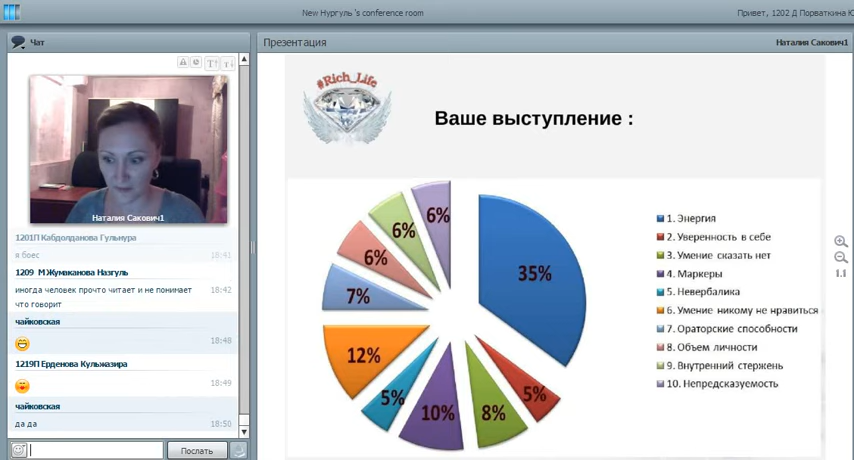 New Нургуль 's conference room
Привет, 1202 Д Порваткина Ю
Чат
Презентация
Наталия Сакович1
Наталия Сакович1
1201П Кабдолданова Гульнура
я боес
18:41
1209 М Жумаканова Назгуль
иногда человек прочто читает и не понимает
что говорит
18:42
чайковская
18:48
1219П Ерденова Кульжазира
18:49
чайковская
да да
18:50
Послать
#Rich_Life
Ваше выступление :
35%
5%
8%
10%
5%
12%
7%
6%
6%
6%
1. Энергия
2. Уверенность в себе
3. Умение сказать нет
4. Маркеры
5. Невербалика
6. Умение никому не нравиться
7. Ораторские способности
8. Объем личности
9. Внутренний стержень
10. Непредсказуемость
1:1